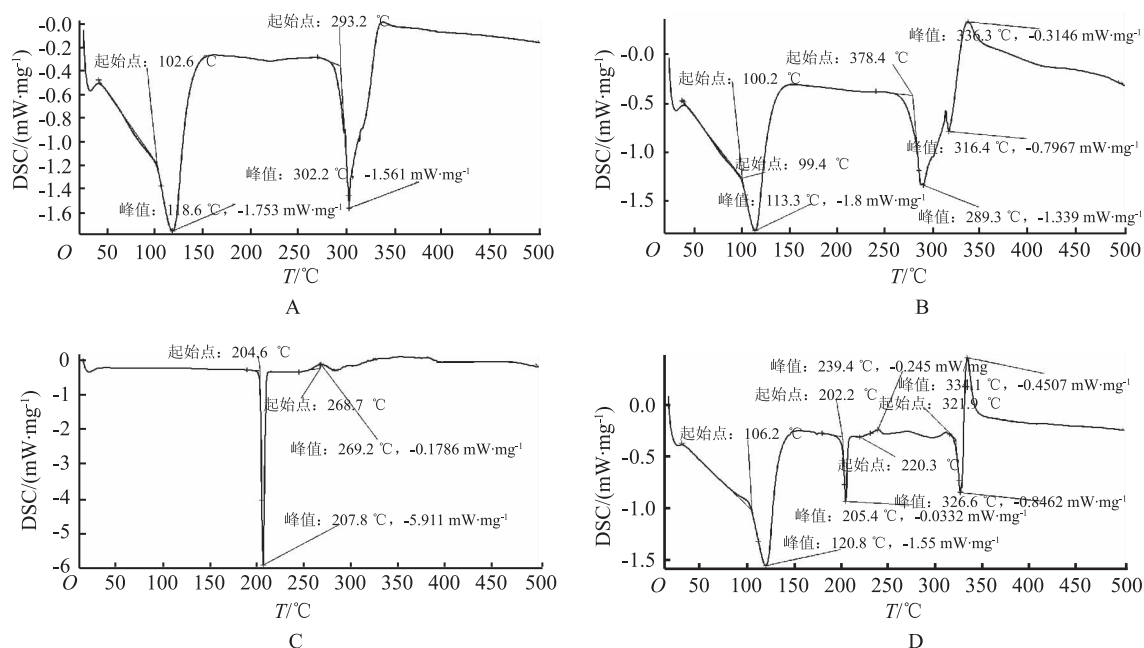 起始点：293.2 ℃
起始点：102.6 ℃
峰值：302.2 ℃，-1.561 mW·mg⁻¹
峰值：118.6 ℃，-1.753 mW·mg⁻¹
DSC/(mW·mg⁻¹)
-0.0
-0.2
-0.4
-0.6
-0.8
-1.0
-1.2
-1.4
-1.6
O 50 100 150 200 250 300 350 400 450 500
T/℃
A
峰值：336.3 ℃，-0.3146 mW·mg⁻¹
起始点：378.4 ℃
起始点：100.2 ℃
峰值：316.4 ℃，-0.7967 mW·mg⁻¹
起始点：99.4 ℃
峰值：113.3 ℃，-1.8 mW·mg⁻¹
峰值：289.3 ℃，-1.339 mW·mg⁻¹
DSC/(mW·mg⁻¹)
-0.0
-0.5
-1.0
-1.5
O 50 100 150 200 250 300 350 400 450 500
T/℃
B
起始点：204.6 ℃
起始点：268.7 ℃
峰值：269.2 ℃，-0.1786 mW·mg⁻¹
峰值：207.8 ℃，-5.911 mW·mg⁻¹
DSC/(mW·mg⁻¹)
0
-1
-2
-3
-4
-5
-6
O 50 100 150 200 250 300 350 400 450 500
T/℃
C
峰值：239.4 ℃，-0.245 mW/mg
峰值：334.1 ℃，-0.4507 mW·mg⁻¹
起始点：202.2 ℃
起始点：321.9 ℃
起始点：106.2 ℃
起始点：220.3 ℃
峰值：326.6 ℃，-0.8462 mW·mg⁻¹
峰值：205.4 ℃，-0.0332 mW·mg⁻¹
峰值：120.8 ℃，-1.55 mW·mg⁻¹
DSC/(mW·mg⁻¹)
0.0
-0.5
-1.0
-1.5
O 50 100 150 200 250 300 350 400 450 500
T/℃
D